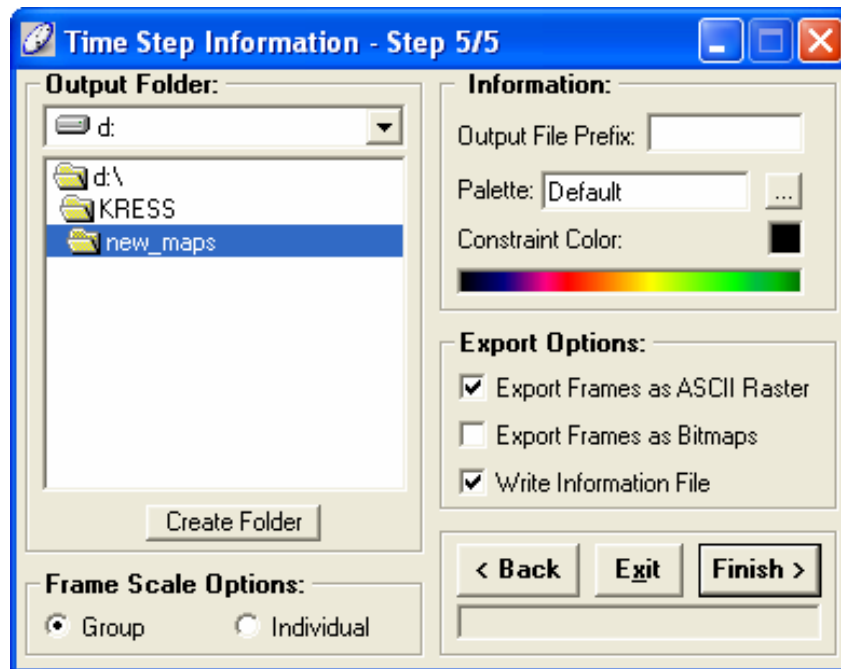 Time Step Information - Step 5/5
Output Folder:
d:
d:\
KRESS
new_maps
Create Folder
Frame Scale Options:
Group
Individual
Information:
Output File Prefix:
Palette: Default ...
Constraint Color:
Export Options:
Export Frames as ASCII Raster
Export Frames as Bitmaps
Write Information File
< Back
Exit
Finish >